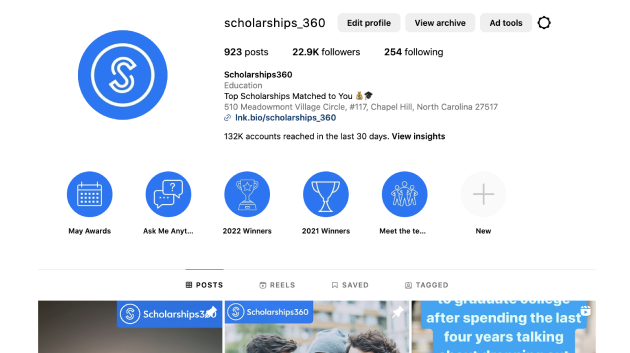 scholarships_360 Edit profile View archive Ad tools
923 posts 22.9K followers 254 following
Scholarships360
Education
Top Scholarships Matched to You 💰🎓
510 Meadowmont Village Circle, #117, Chapel Hill, North Carolina 27517
lnk.bio/scholarships_360
132K accounts reached in the last 30 days. View insights
May Awards Ask Me Anyt... 2022 Winners 2021 Winners Meet the te... New
POSTS REELS SAVED TAGGED
Scholarships360 Scholarships360
to graduate college
after spending the last
four years talking